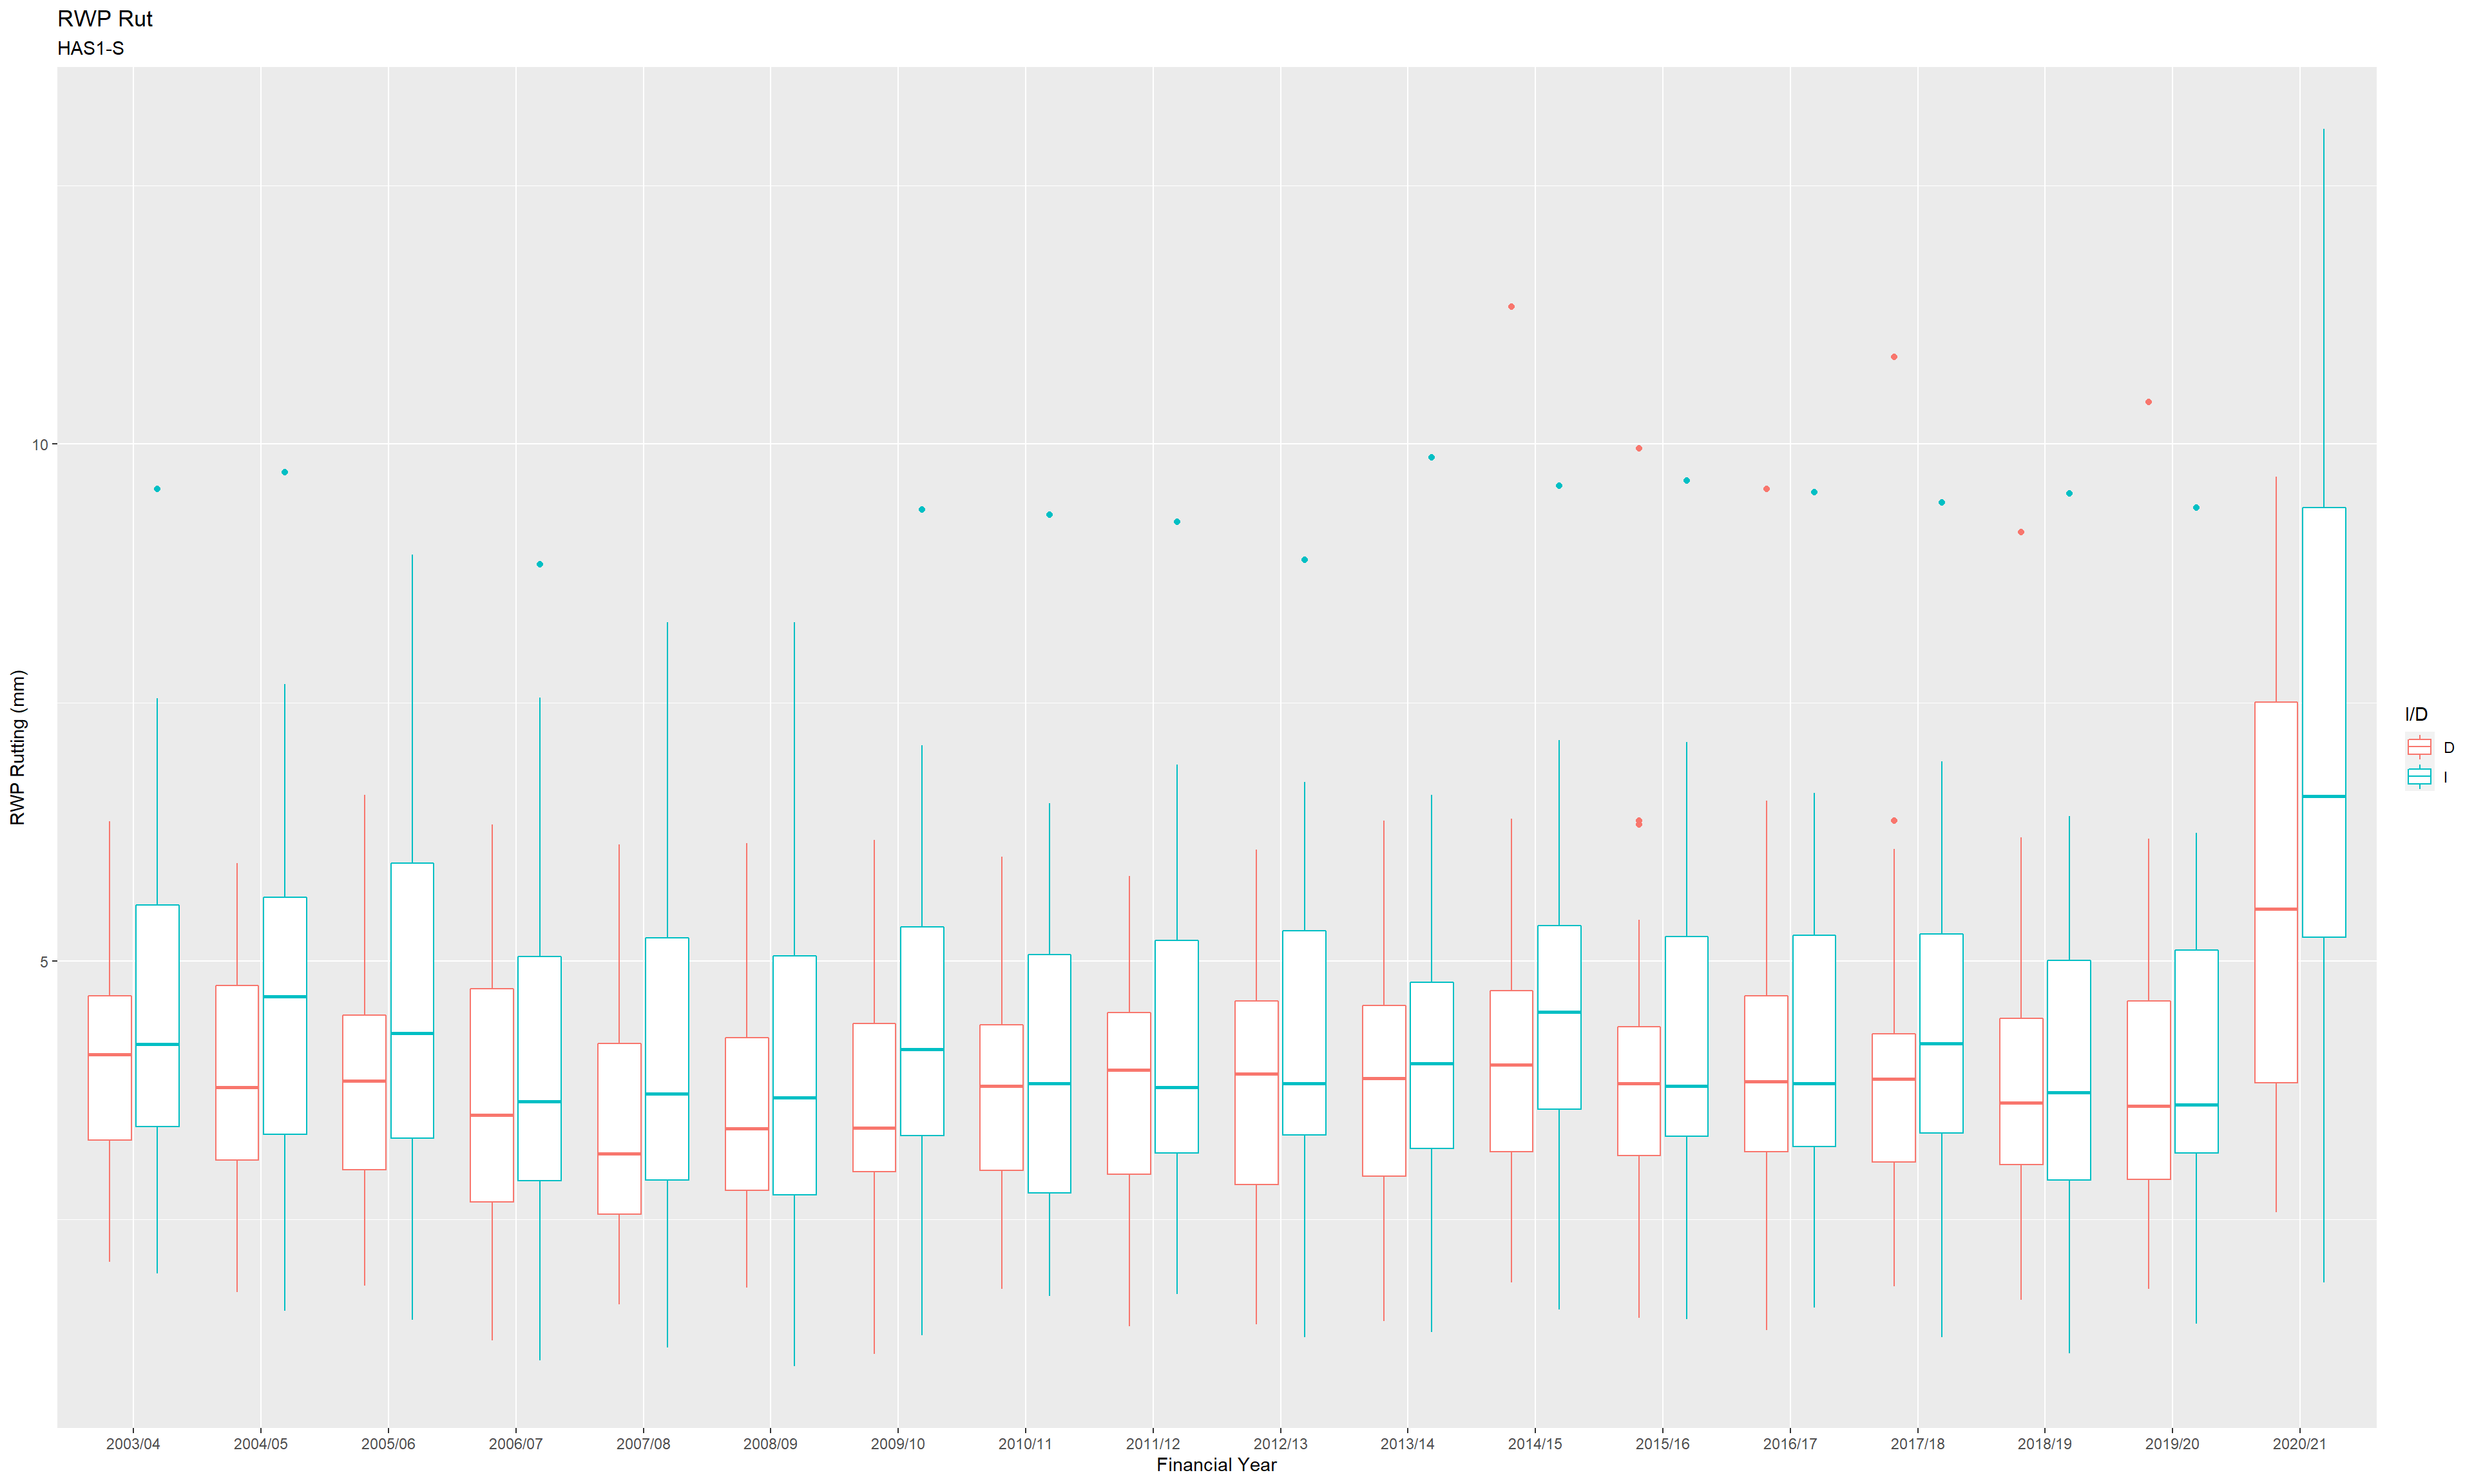 RWP Rut
HAS1-S
RWP Rutting (mm)
10
5
2003/04 2004/05 2005/06 2006/07 2007/08 2008/09 2009/10 2010/11 2011/12 2012/13 2013/14 2014/15 2015/16 2016/17 2017/18 2018/19 2019/20 2020/21
Financial Year
I/D
D
I